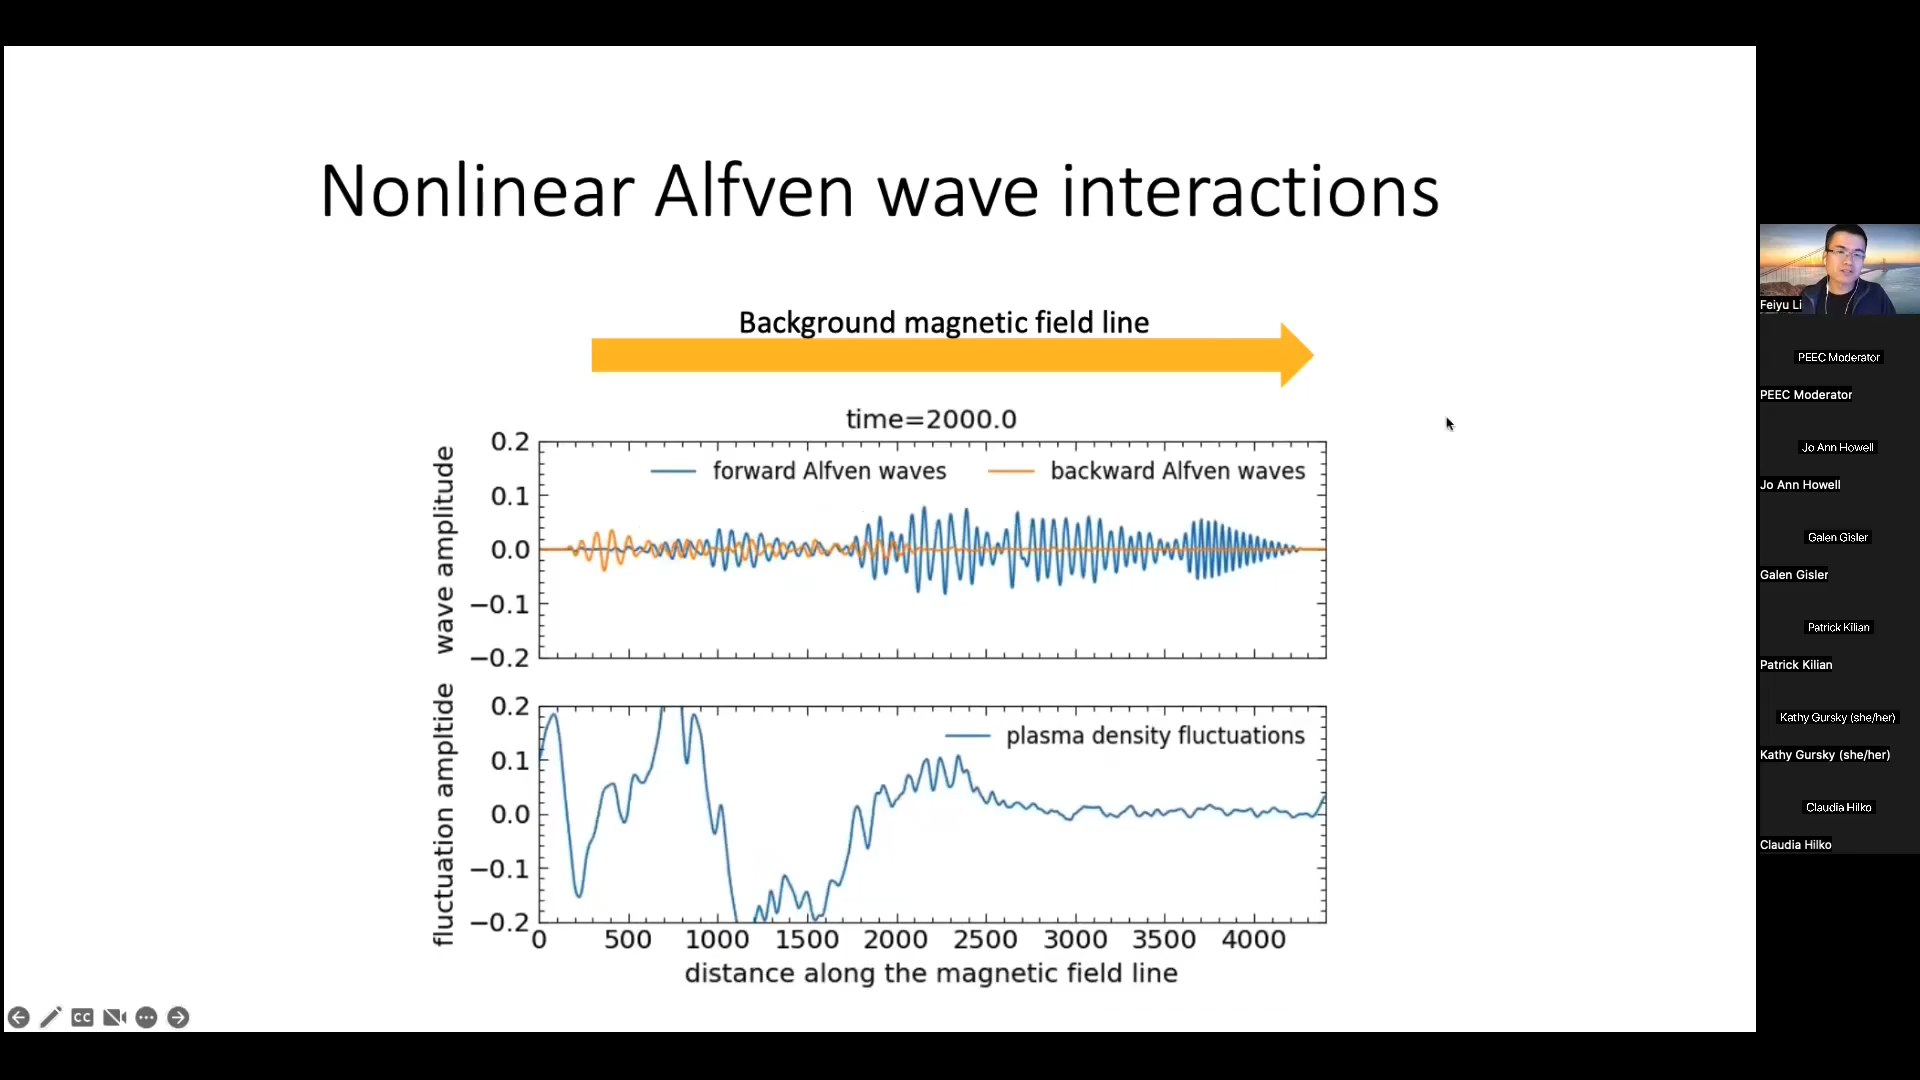 Nonlinear Alfven wave interactions
Background magnetic field line
time=2000.0
wave amplitude
0.2
0.1
0.0
−0.1
−0.2
forward Alfven waves
backward Alfven waves
fluctuation ampltide
0.2
0.1
0.0
−0.1
−0.2
plasma density fluctuations
0 500 1000 1500 2000 2500 3000 3500 4000
distance along the magnetic field line
CC
Feiyu Li
PEEC Moderator
PEEC Moderator
Jo Ann Howell
Jo Ann Howell
Galen Gisler
Galen Gisler
Patrick Kilian
Patrick Kilian
Kathy Gursky (she/her)
Kathy Gursky (she/her)
Claudia Hilko
Claudia Hilko